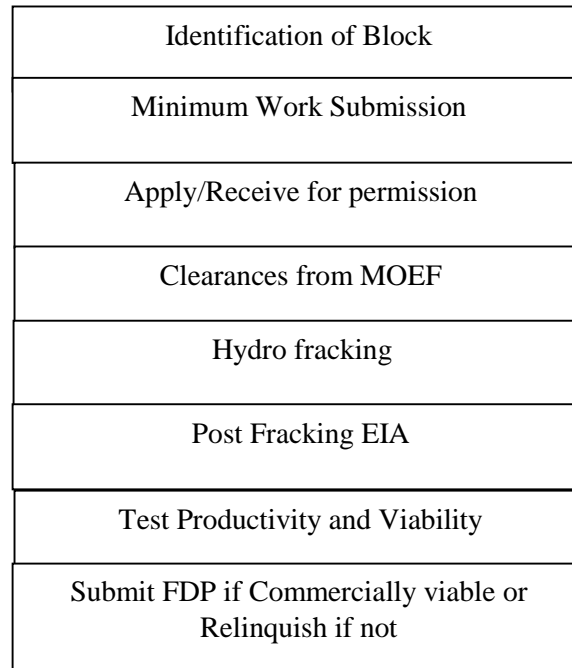 Identification of Block
Minimum Work Submission
Apply/Receive for permission
Clearances from MOEF
Hydro fracking
Post Fracking EIA
Test Productivity and Viability
Submit FDP if Commercially viable or
Relinquish if not